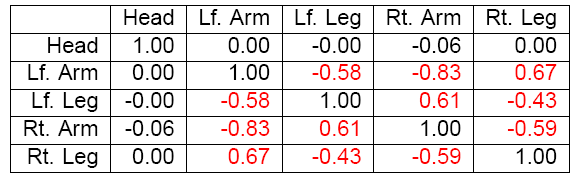 Head Lf. Arm Lf. Leg Rt. Arm Rt. Leg
Head 1.00 0.00 -0.00 -0.06 0.00
Lf. Arm 0.00 1.00 -0.58 -0.83 0.67
Lf. Leg -0.00 -0.58 1.00 0.61 -0.43
Rt. Arm -0.06 -0.83 0.61 1.00 -0.59
Rt. Leg 0.00 0.67 -0.43 -0.59 1.00